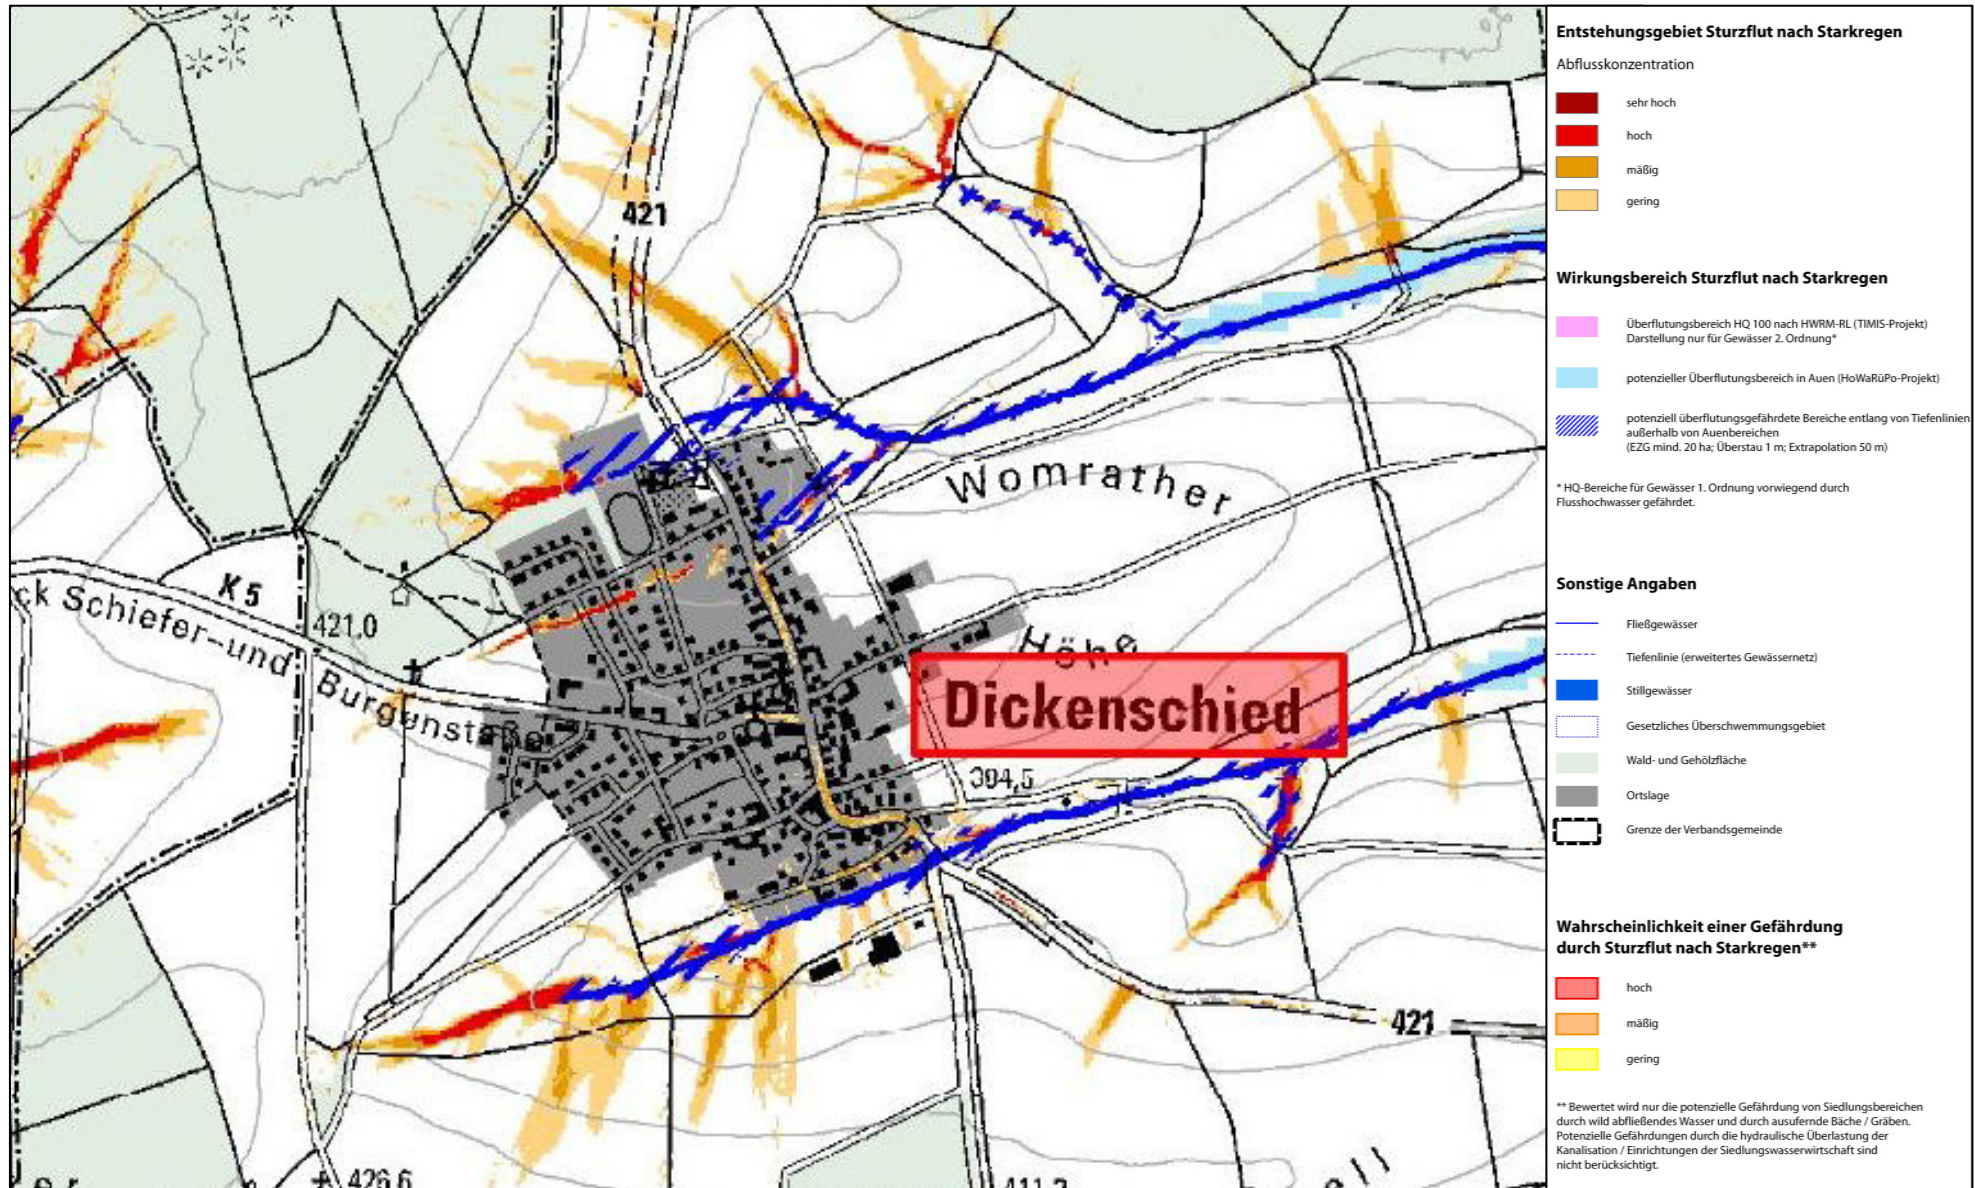 421
Womrather
Höhe
K 5
ck Schiefer-und Burgenstaße
421,0
Dickenschied
394,5
421
426,6
411,2
Entstehungsgebiet Sturzflut nach Starkregen
Abflusskonzentration
sehr hoch
hoch
mäßig
gering
Wirkungsbereich Sturzflut nach Starkregen
Überflutungsbereich HQ 100 nach HWRM-RL (TIMIS-Projekt)
Darstellung nur für Gewässer 2. Ordnung*
potenzieller Überflutungsbereich in Auen (HoWaRüPo-Projekt)
potenziell überflutungsgefährdete Bereiche entlang von Tiefenlinien
außerhalb von Auenbereichen
(EZG mind. 20 ha; Überstau 1 m; Extrapolation 50 m)
* HQ-Bereiche für Gewässer 1. Ordnung vorwiegend durch
Flusshochwasser gefährdet.
Sonstige Angaben
Fließgewässer
Tiefenlinie (erweitertes Gewässernetz)
Stillgewässer
Gesetzliches Überschwemmungsgebiet
Wald- und Gehölzfläche
Ortslage
Grenze der Verbandsgemeinde
Wahrscheinlichkeit einer Gefährdung
durch Sturzflut nach Starkregen**
hoch
mäßig
gering
** Bewertet wird nur die potenzielle Gefährdung von Siedlungsbereichen
durch wild abfließendes Wasser und durch ausufernde Bäche / Gräben.
Potenzielle Gefährdungen durch die hydraulische Überlastung der
Kanalisation / Einrichtungen der Siedlungswasserwirtschaft sind
nicht berücksichtigt.